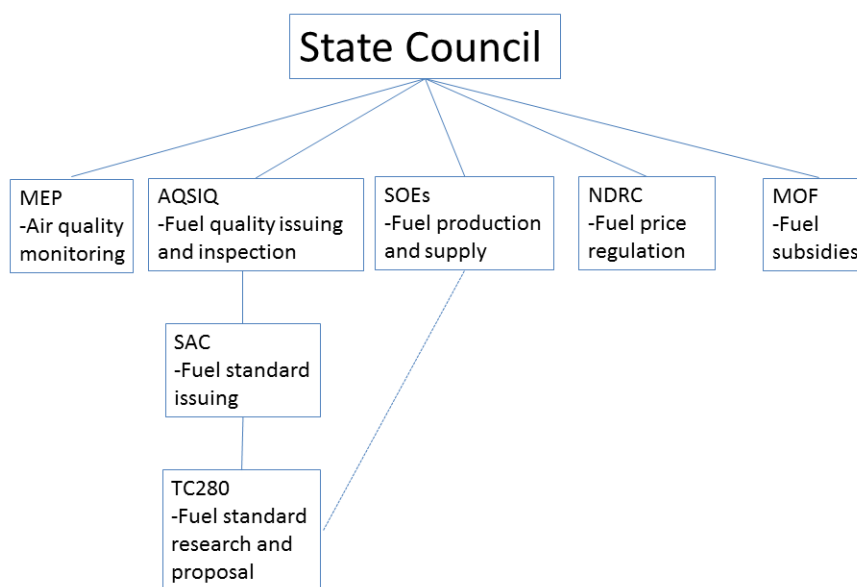 State Council
MEP
-Air quality
monitoring
AQSIQ
-Fuel quality issuing
and inspection
SOEs
-Fuel production
and supply
NDRC
-Fuel price
regulation
MOF
-Fuel
subsidies
SAC
-Fuel standard
issuing
TC280
-Fuel standard
research and
proposal